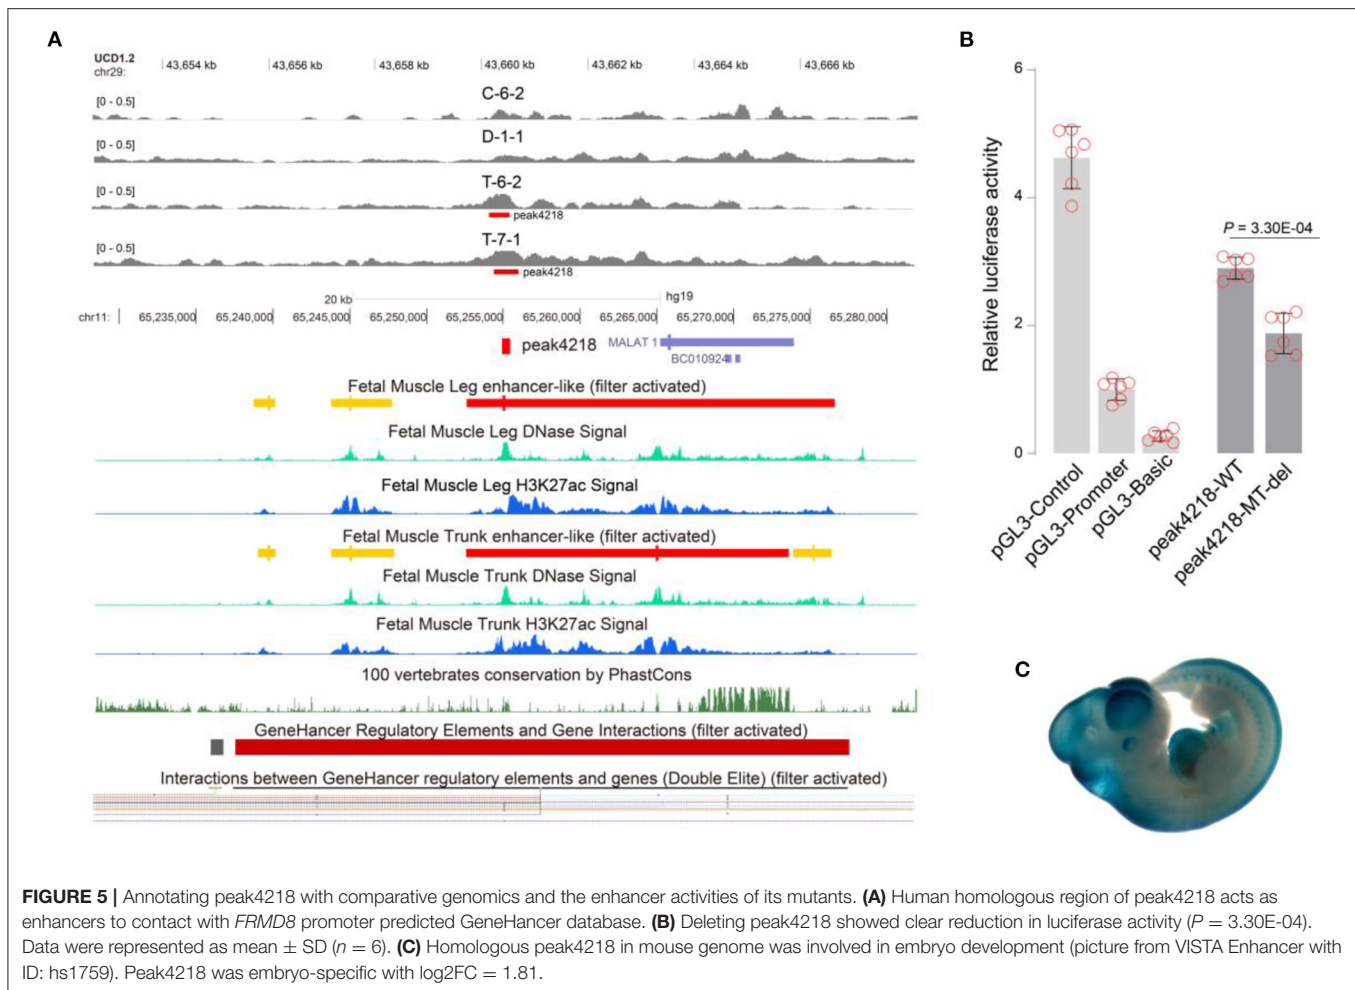 A
UCD1.2
chr29:
43,654 kb
43,656 kb
43,658 kb
43,660 kb
43,662 kb
43,664 kb
43,666 kb
C-6-2
[0 - 0.5]
D-1-1
[0 - 0.5]
T-6-2
[0 - 0.5]
peak4218
T-7-1
[0 - 0.5]
peak4218
20 kb
hg19
chr11:
65,235,000
65,240,000
65,245,000
65,250,000
65,255,000
65,260,000
65,265,000
65,270,000
65,275,000
65,280,000
peak4218
MALAT 1
BC010924
Fetal Muscle Leg enhancer-like (filter activated)
Fetal Muscle Leg DNase Signal
Fetal Muscle Leg H3K27ac Signal
Fetal Muscle Trunk enhancer-like (filter activated)
Fetal Muscle Trunk DNase Signal
Fetal Muscle Trunk H3K27ac Signal
100 vertebrates conservation by PhastCons
GeneHancer Regulatory Elements and Gene Interactions (filter activated)
Interactions between GeneHancer regulatory elements and genes (Double Elite) (filter activated)
B
Relative luciferase activity
6
4
2
0
P = 3.30E-04
pGL3-Control
pGL3-Promoter
pGL3-Basic
peak4218-WT
peak4218-MT-del
C
FIGURE 5 | Annotating peak4218 with comparative genomics and the enhancer activities of its mutants. (A) Human homologous region of peak4218 acts as
enhancers to contact with FRMD8 promoter predicted GeneHancer database. (B) Deleting peak4218 showed clear reduction in luciferase activity (P = 3.30E-04).
Data were represented as mean ± SD (n = 6). (C) Homologous peak4218 in mouse genome was involved in embryo development (picture from VISTA Enhancer with
ID: hs1759). Peak4218 was embryo-specific with log2FC = 1.81.